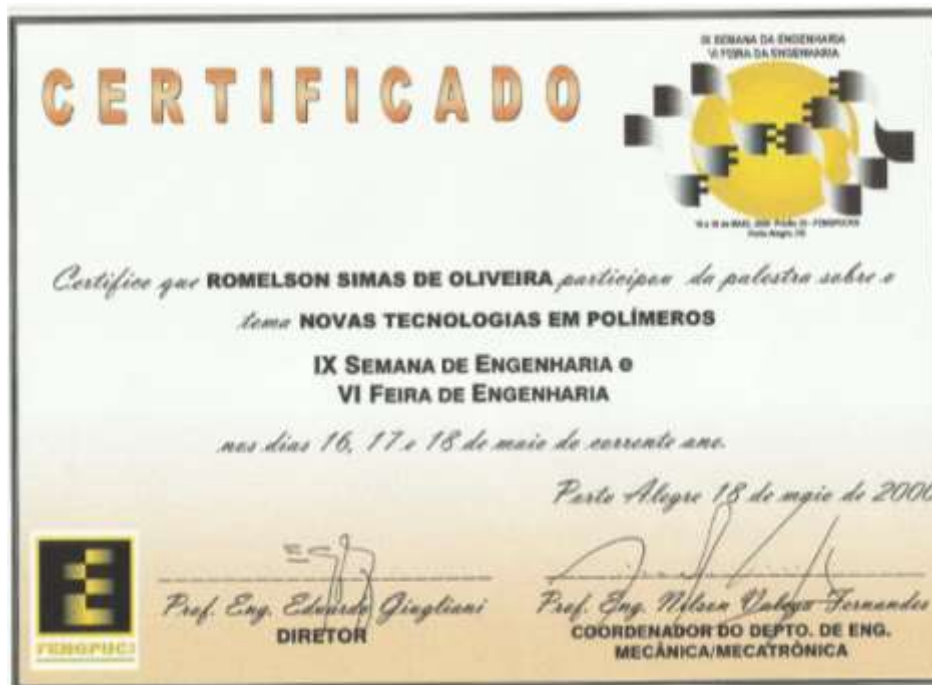 CERTIFICADO
IX SEMANA DA ENGENHARIA
VI FEIRA DA ENGENHARIA
Porto Alegre, RS
Certifico que ROMELSON SIMAS DE OLIVEIRA participou da palestra sobre o
tema NOVAS TECNOLOGIAS EM POLÍMEROS
IX SEMANA DE ENGENHARIA e
VI FEIRA DE ENGENHARIA
nos dias 16, 17 e 18 de maio do corrente ano.
Porto Alegre 18 de maio de 2000
Prof. Eng. Eduardo Giugliani
DIRETOR
Prof. Eng. Nilson Fernandes
COORDENADOR DO DEPTO. DE ENG.
MECÂNICA/MECATRÔNICA